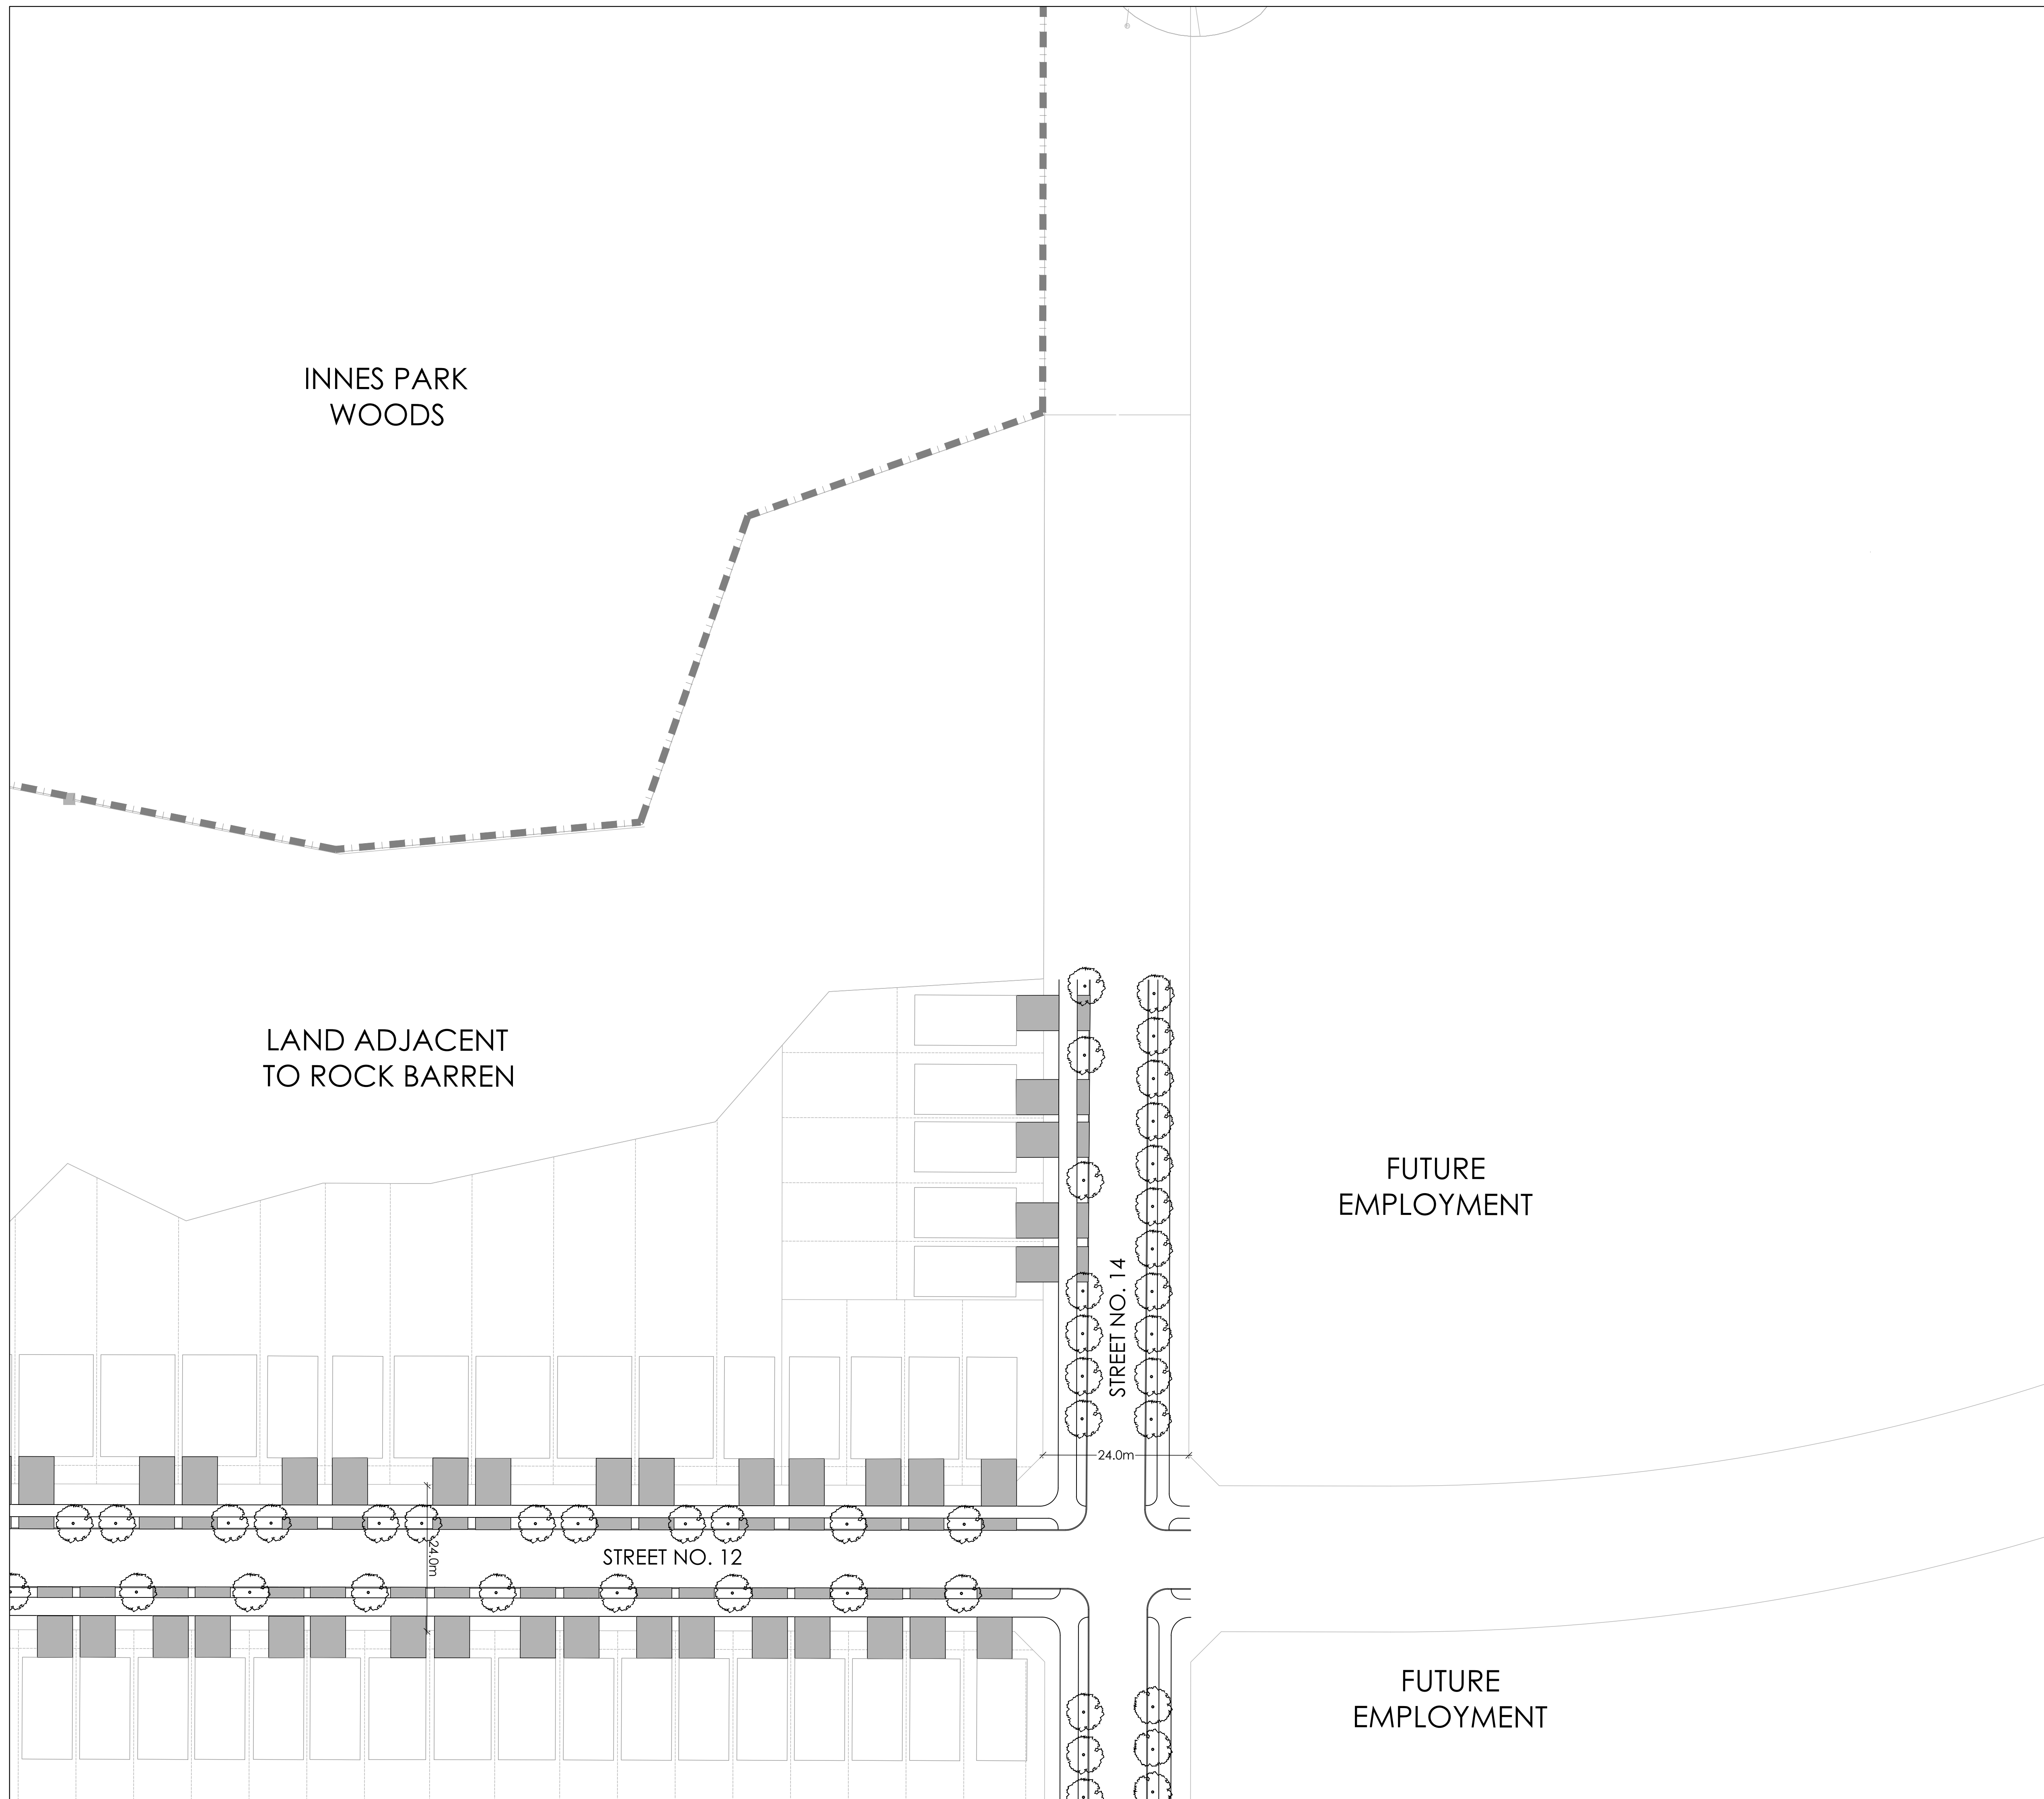 INNES PARK
WOODS
LAND ADJACENT
TO ROCK BARREN
FUTURE
EMPLOYMENT
STREET NO. 14
24.0m
24.0m
STREET NO. 12
FUTURE
EMPLOYMENT